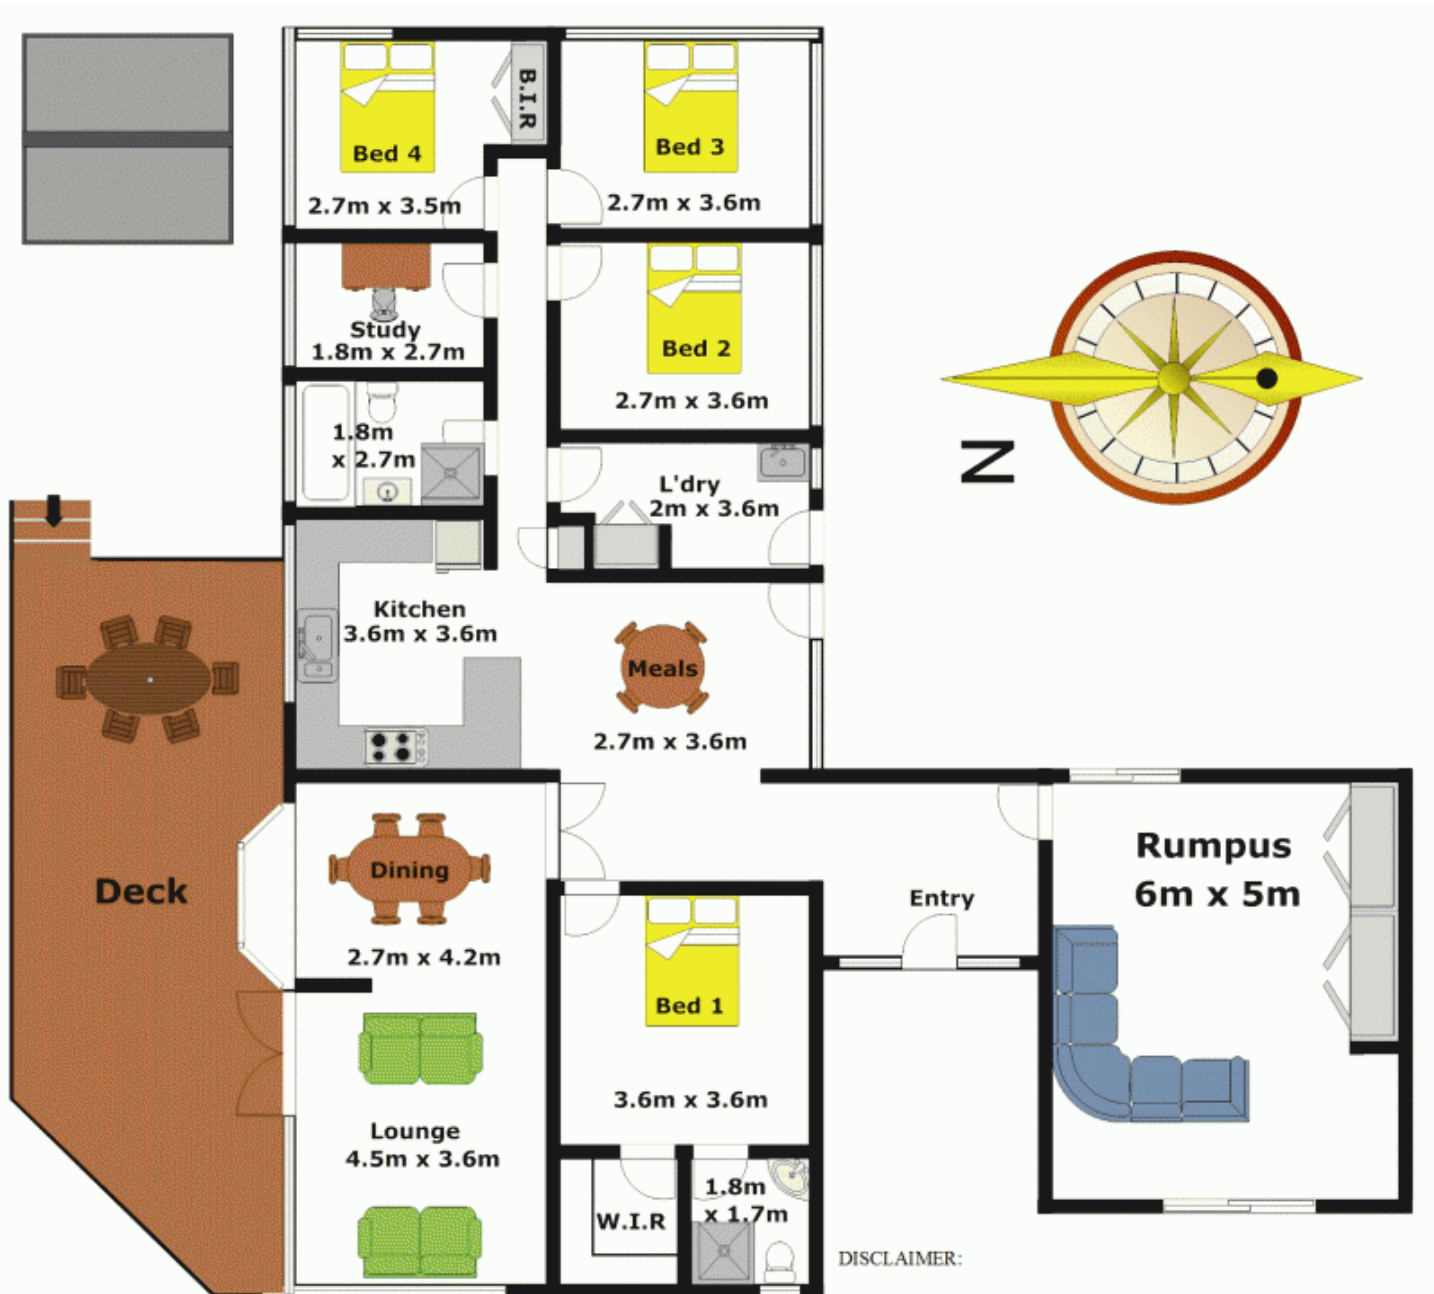 B.I.R
Bed 4
2.7m x 3.5m
Bed 3
2.7m x 3.6m
Study
1.8m x 2.7m
Bed 2
2.7m x 3.6m
1.8m
x 2.7m
L'dry
2m x 3.6m
N
Kitchen
3.6m x 3.6m
Meals
2.7m x 3.6m
Deck
Dining
2.7m x 4.2m
Entry
Rumpus
6m x 5m
Bed 1
3.6m x 3.6m
Lounge
4.5m x 3.6m
W.I.R
1.8m
x 1.7m
DISCLAIMER: